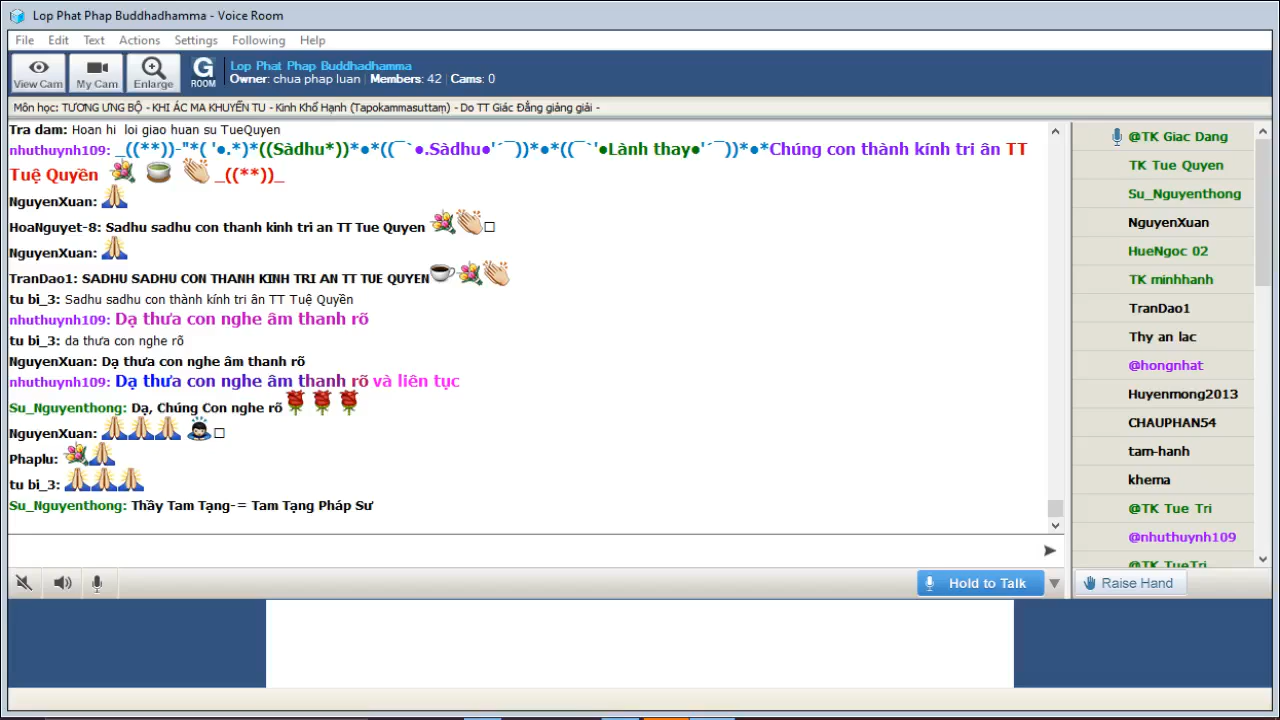 Lop Phat Phap Buddhadhamma - Voice Room
File Edit Text Actions Settings Following Help
View Cam My Cam Enlarge G ROOM
Lop Phat Phap Buddhadhamma
Owner: chua phap luan | Members: 42 | Cams: 0
Môn học: TƯƠNG ƯNG BỘ - KHI ÁC MA KHUYẾN TU - Kinh Khổ Hạnh (Tapokammasuttaṃ) - Do TT Giác Đẳng giảng giải -
Tra dam: Hoan hi loi giao huan su TueQuyen
nhuthuynh109: _((**))-"*( '●.*)*((Sàdhu*))*●*((¯`●.Sàdhu●'´¯))*●*((¯`'●Lành thay●'´¯))*●*Chúng con thành kính tri ân TT
Tuệ Quyền 💐 🍵 👏 _((**))_
NguyenXuan: 🙏
HoaNguyet-8: Sadhu sadhu con thanh kinh tri an TT Tue Quyen 💐👏□
NguyenXuan: 🙏
TranDao1: SADHU SADHU CON THANH KINH TRI AN TT TUE QUYEN☕💐👏
tu bi_3: Sadhu sadhu con thành kính tri ân TT Tuệ Quyền
nhuthuynh109: Dạ thưa con nghe âm thanh rõ
tu bi_3: da thưa con nghe rõ
NguyenXuan: Dạ thưa con nghe âm thanh rõ
nhuthuynh109: Dạ thưa con nghe âm thanh rõ và liên tục
Su_Nguyenthong: Dạ, Chúng Con nghe rõ 🌹🌹🌹
NguyenXuan: 🙏🙏🙏 🙇□
Phaplu: 💐🙏
tu bi_3: 🙏🙏🙏
Su_Nguyenthong: Thầy Tam Tạng-= Tam Tạng Pháp Sư
Hold to Talk
@TK Giac Dang
TK Tue Quyen
Su_Nguyenthong
NguyenXuan
HueNgoc 02
TK minhhanh
TranDao1
Thy an lac
@hongnhat
Huyenmong2013
CHAUPHAN54
tam-hanh
khema
@TK Tue Tri
@nhuthuynh109
@TK TueTri
Raise Hand